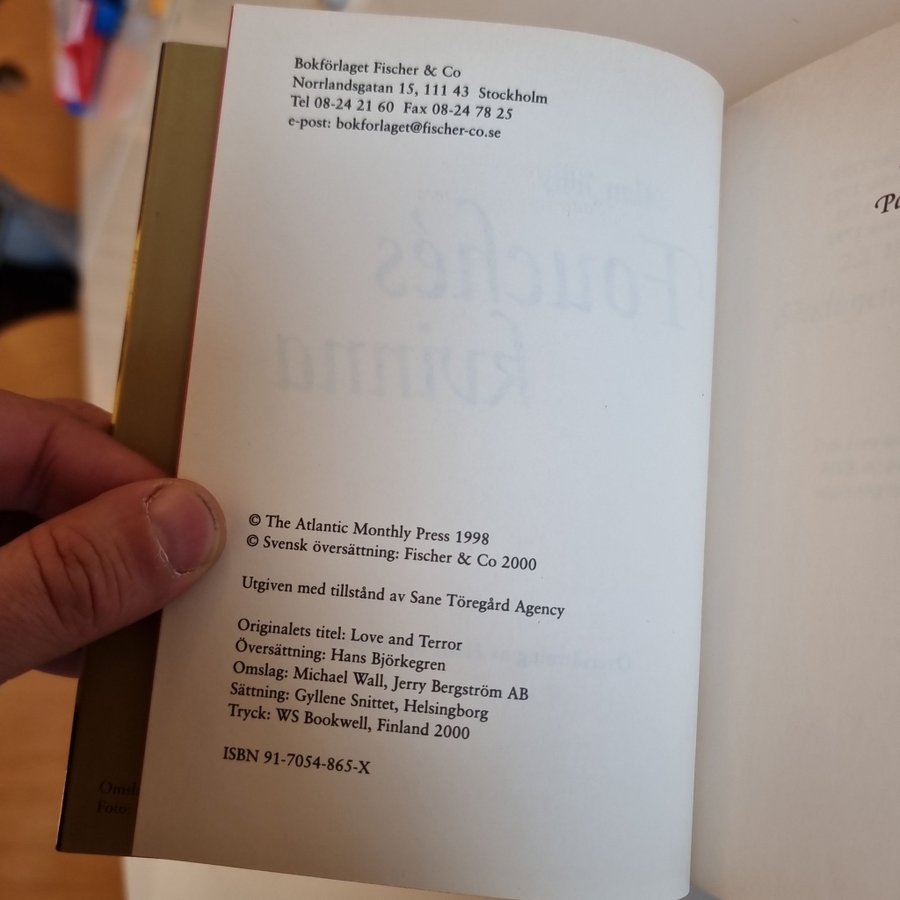 Bokförlaget Fischer & Co
Norrlandsgatan 15, 111 43 Stockholm
Tel 08-24 21 60 Fax 08-24 78 25
e-post: bokforlaget@fischer-co.se
Fouchés
kvinna
© The Atlantic Monthly Press 1998
© Svensk översättning: Fischer & Co 2000
Utgiven med tillstånd av Sane Töregård Agency
Originalets titel: Love and Terror
Översättning: Hans Björkegren
Omslag: Michael Wall, Jerry Bergström AB
Sättning: Gyllene Snittet, Helsingborg
Tryck: WS Bookwell, Finland 2000
ISBN 91-7054-865-X
Foto: